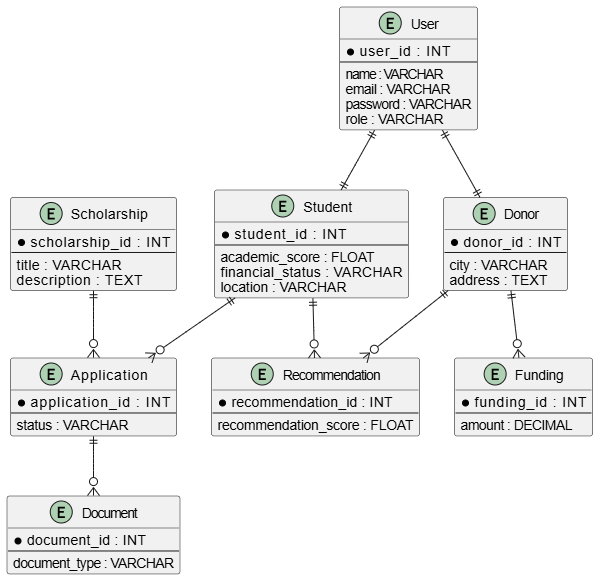 E User
user_id : INT
name : VARCHAR
email : VARCHAR
password : VARCHAR
role : VARCHAR
E Scholarship
scholarship_id : INT
title : VARCHAR
description : TEXT
E Student
student_id : INT
academic_score : FLOAT
financial_status : VARCHAR
location : VARCHAR
E Donor
donor_id : INT
city : VARCHAR
address : TEXT
E Application
application_id : INT
status : VARCHAR
E Recommendation
recommendation_id : INT
recommendation_score : FLOAT
E Funding
funding_id : INT
amount : DECIMAL
E Document
document_id : INT
document_type : VARCHAR